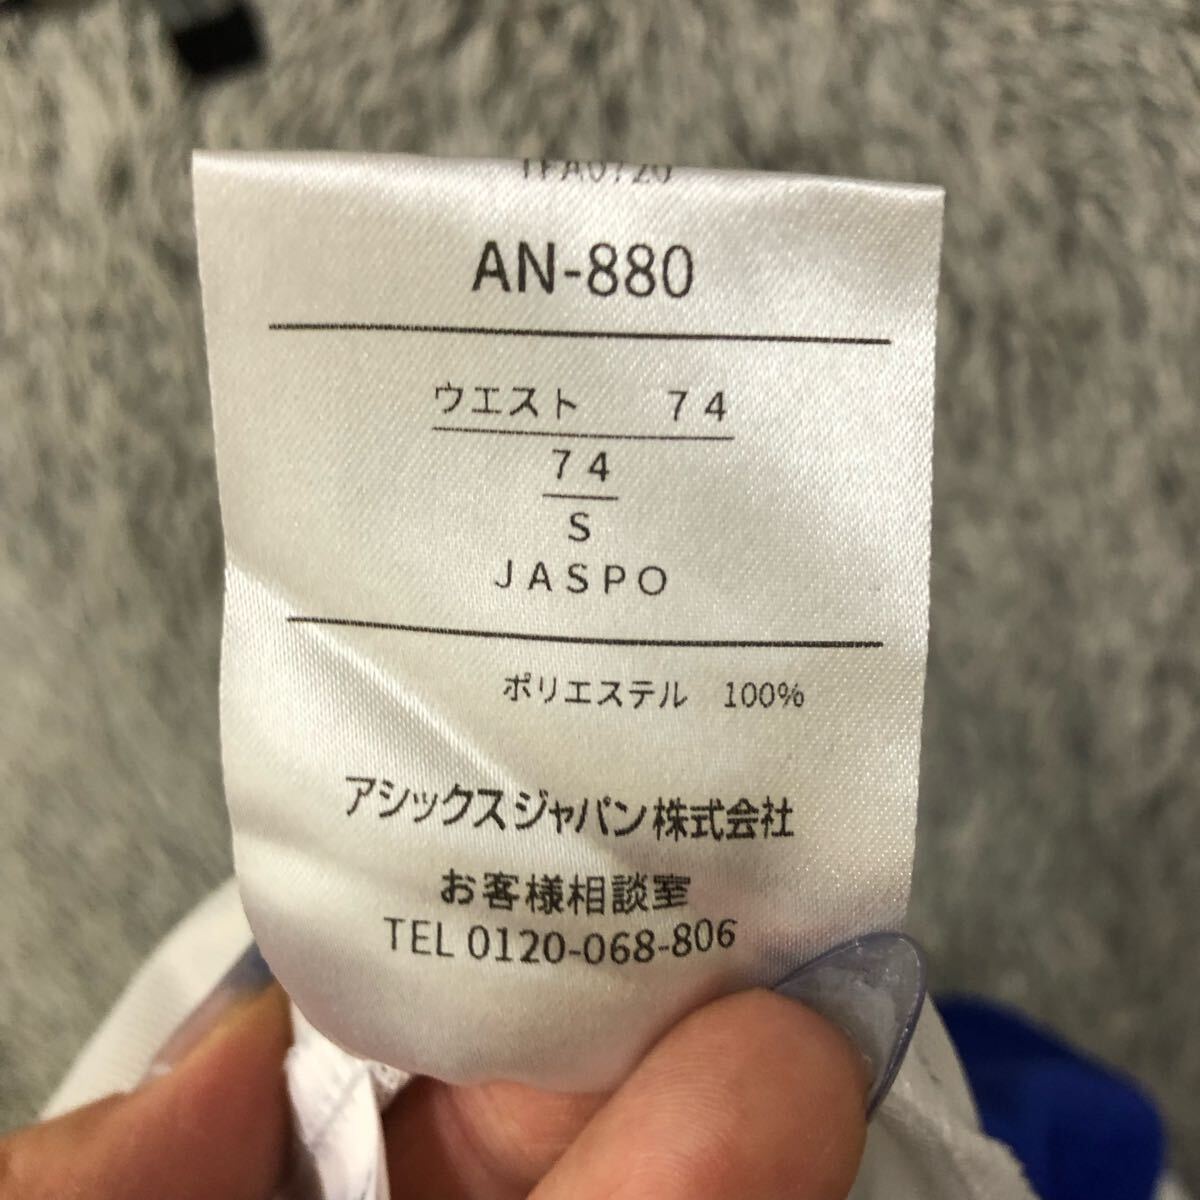 AN-880
ウエスト 74
74
S
JASPO
ポリエステル 100%
アシックスジャパン株式会社
お客様相談室
TEL 0120-068-806